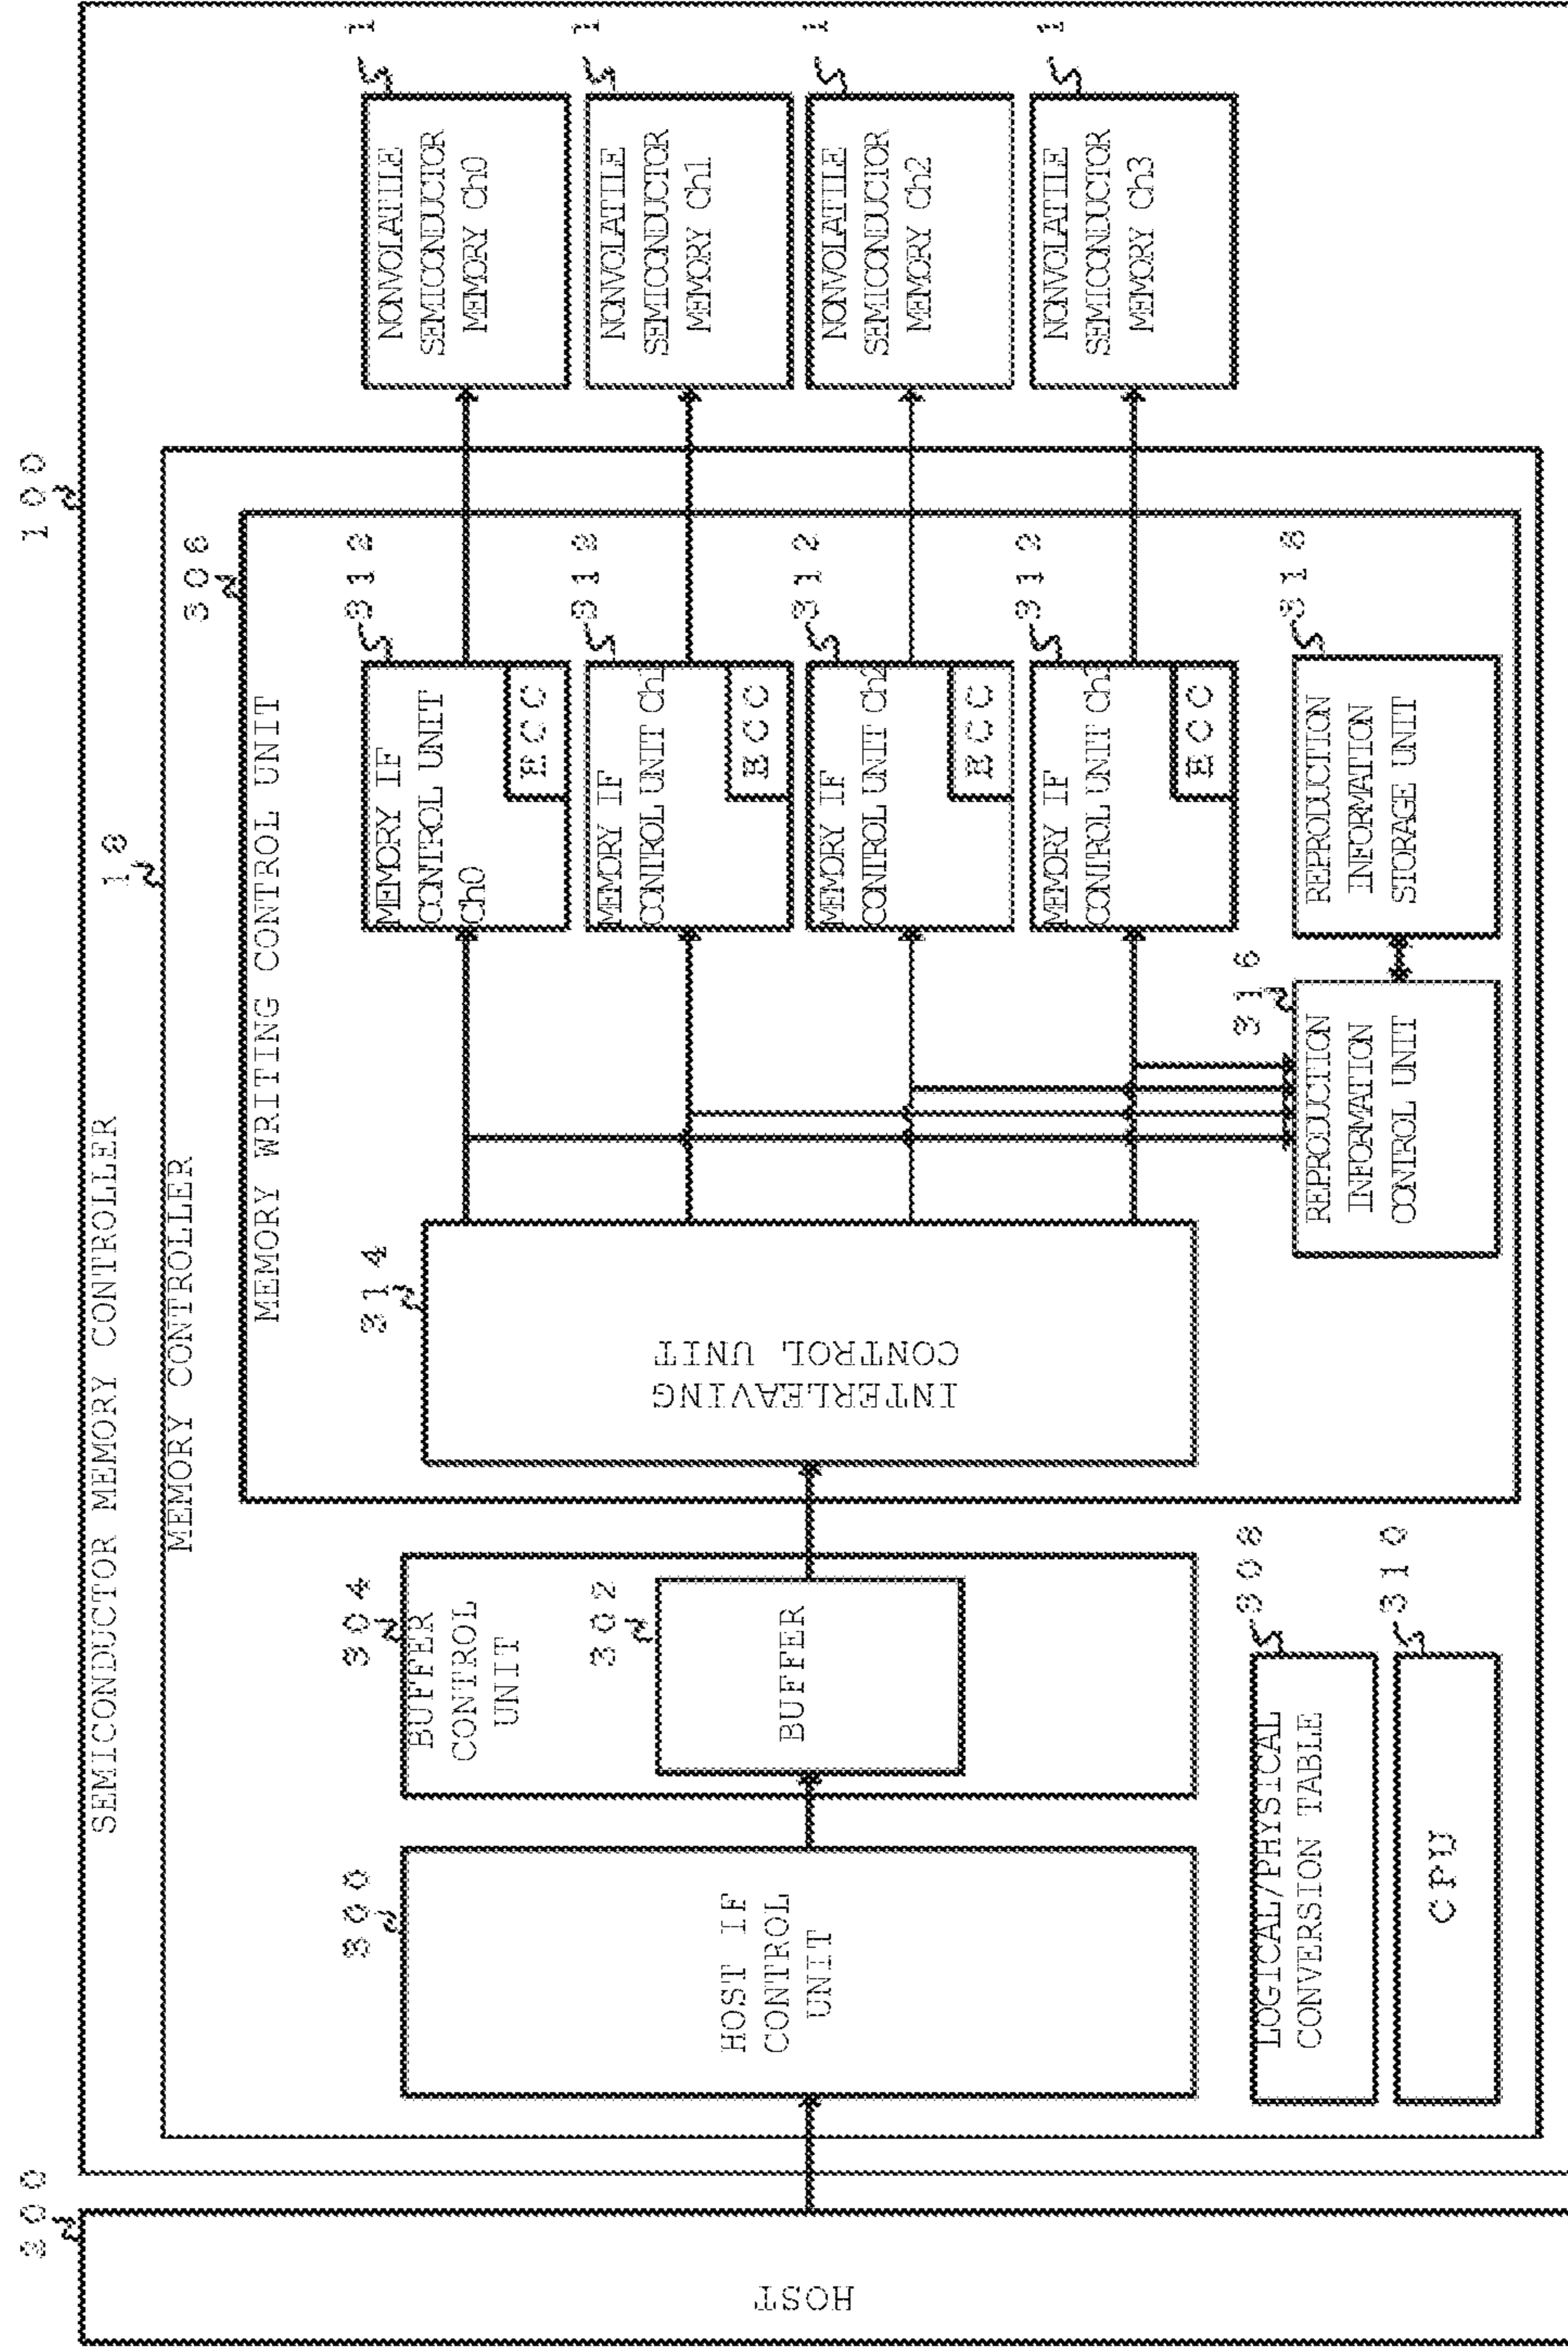 200
100
HOST
SEMICONDUCTOR MEMORY CONTROLLER
18
MEMORY CONTROLLER
306
MEMORY WRITING CONTROL UNIT
300
HOST IF
CONTROL
UNIT
304
BUFFER
CONTROL
UNIT
302
BUFFER
314
INTERLEAVING
CONTROL UNIT
312
MEMORY IF
CONTROL UNIT
Ch0
ECC
1
NONVOLATILE
SEMICONDUCTOR
MEMORY Ch0
312
MEMORY IF
CONTROL UNIT Ch1
ECC
1
NONVOLATILE
SEMICONDUCTOR
MEMORY Ch1
312
MEMORY IF
CONTROL UNIT Ch2
ECC
1
NONVOLATILE
SEMICONDUCTOR
MEMORY Ch2
312
MEMORY IF
CONTROL UNIT Ch3
ECC
1
NONVOLATILE
SEMICONDUCTOR
MEMORY Ch3
308
LOGICAL/PHYSICAL
CONVERSION TABLE
310
CPU
316
REPRODUCTION
INFORMATION
CONTROL UNIT
318
REPRODUCTION
INFORMATION
STORAGE UNIT